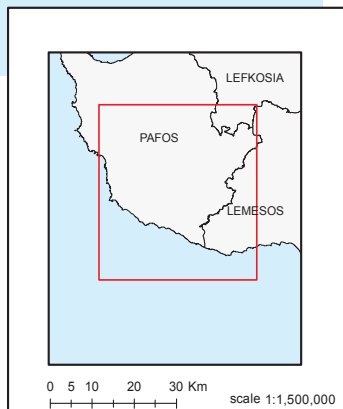 LEFKOSIA
PAFOS
LEMESOS
0 5 10 20 30 Km
scale 1:1,500,000